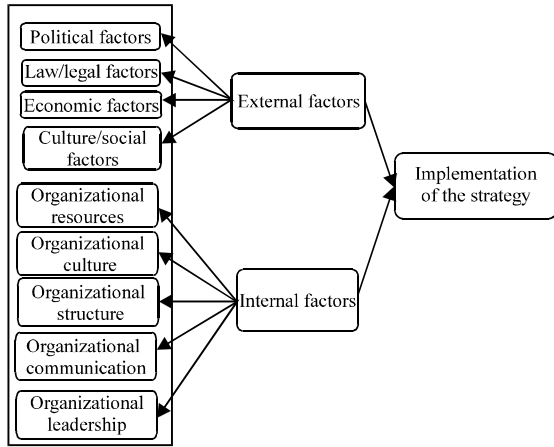 Political factors
Law/legal factors
Economic factors
Culture/social
factors
Organizational
resources
Organizational
culture
Organizational
structure
Organizational
communication
Organizational
leadership
External factors
Internal factors
Implementation
of the strategy